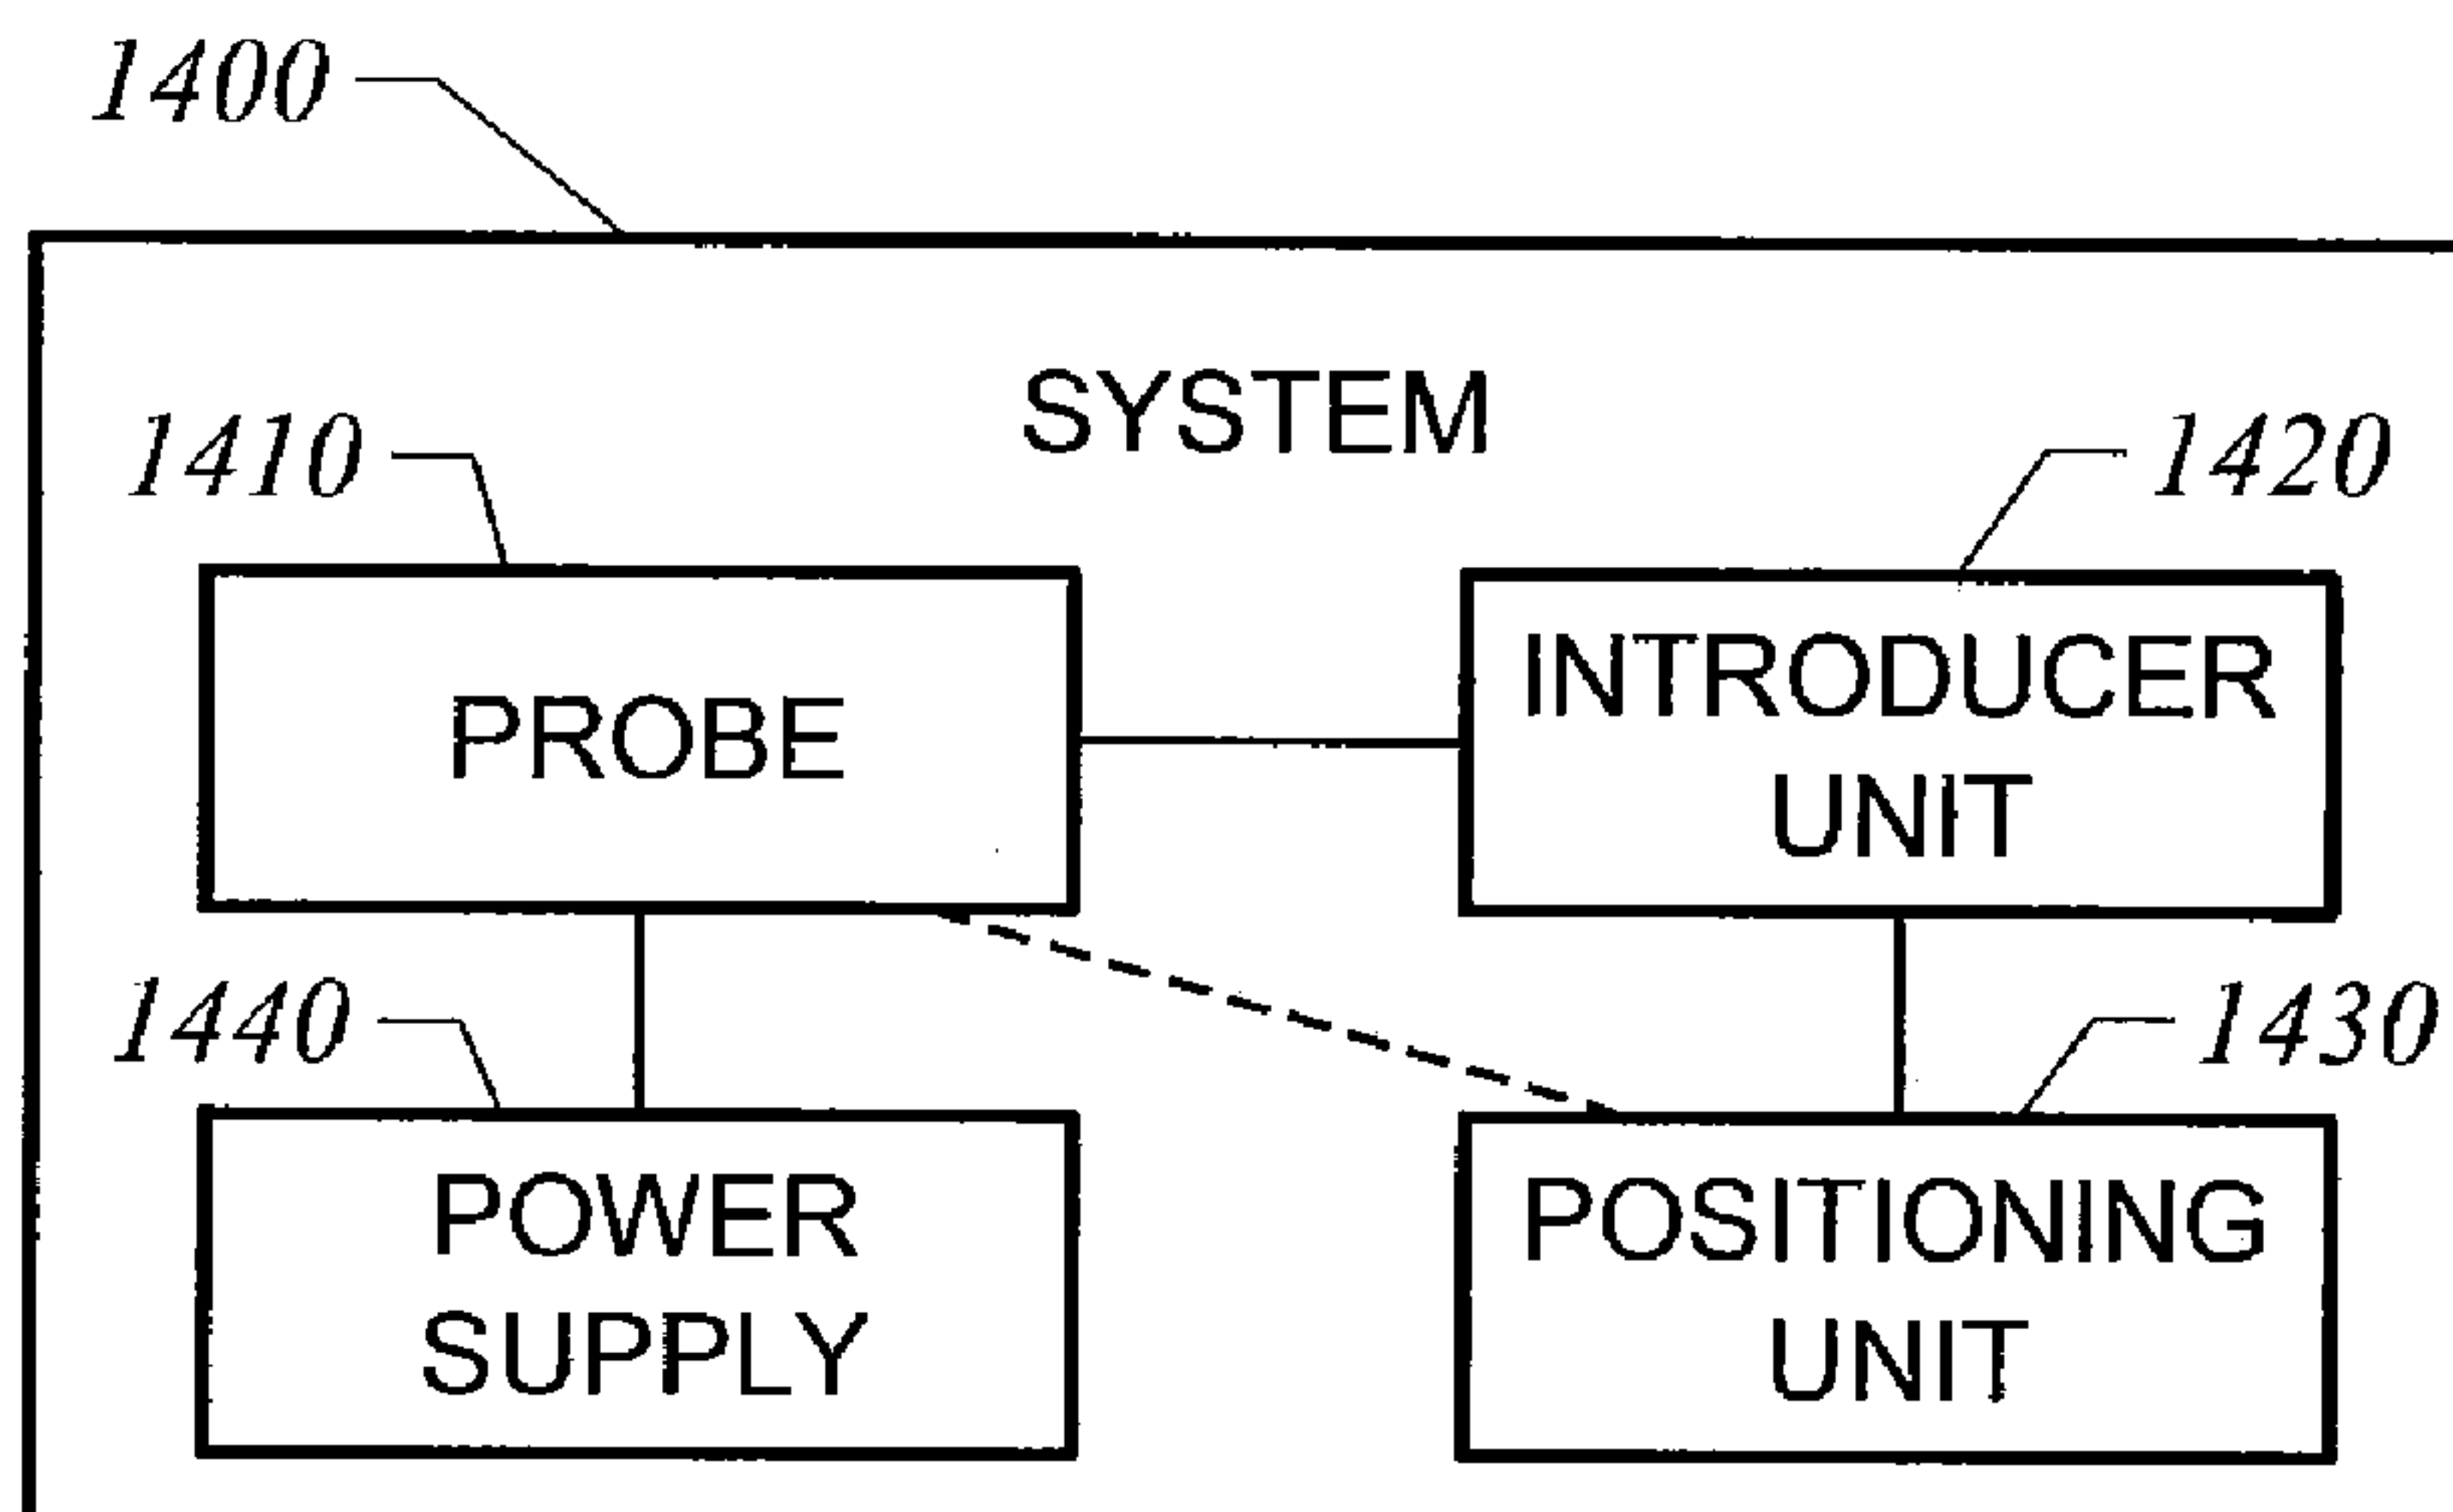 1400
SYSTEM
1410
1420
PROBE
INTRODUCER
UNIT
1440
1430
POWER
SUPPLY
POSITIONING
UNIT